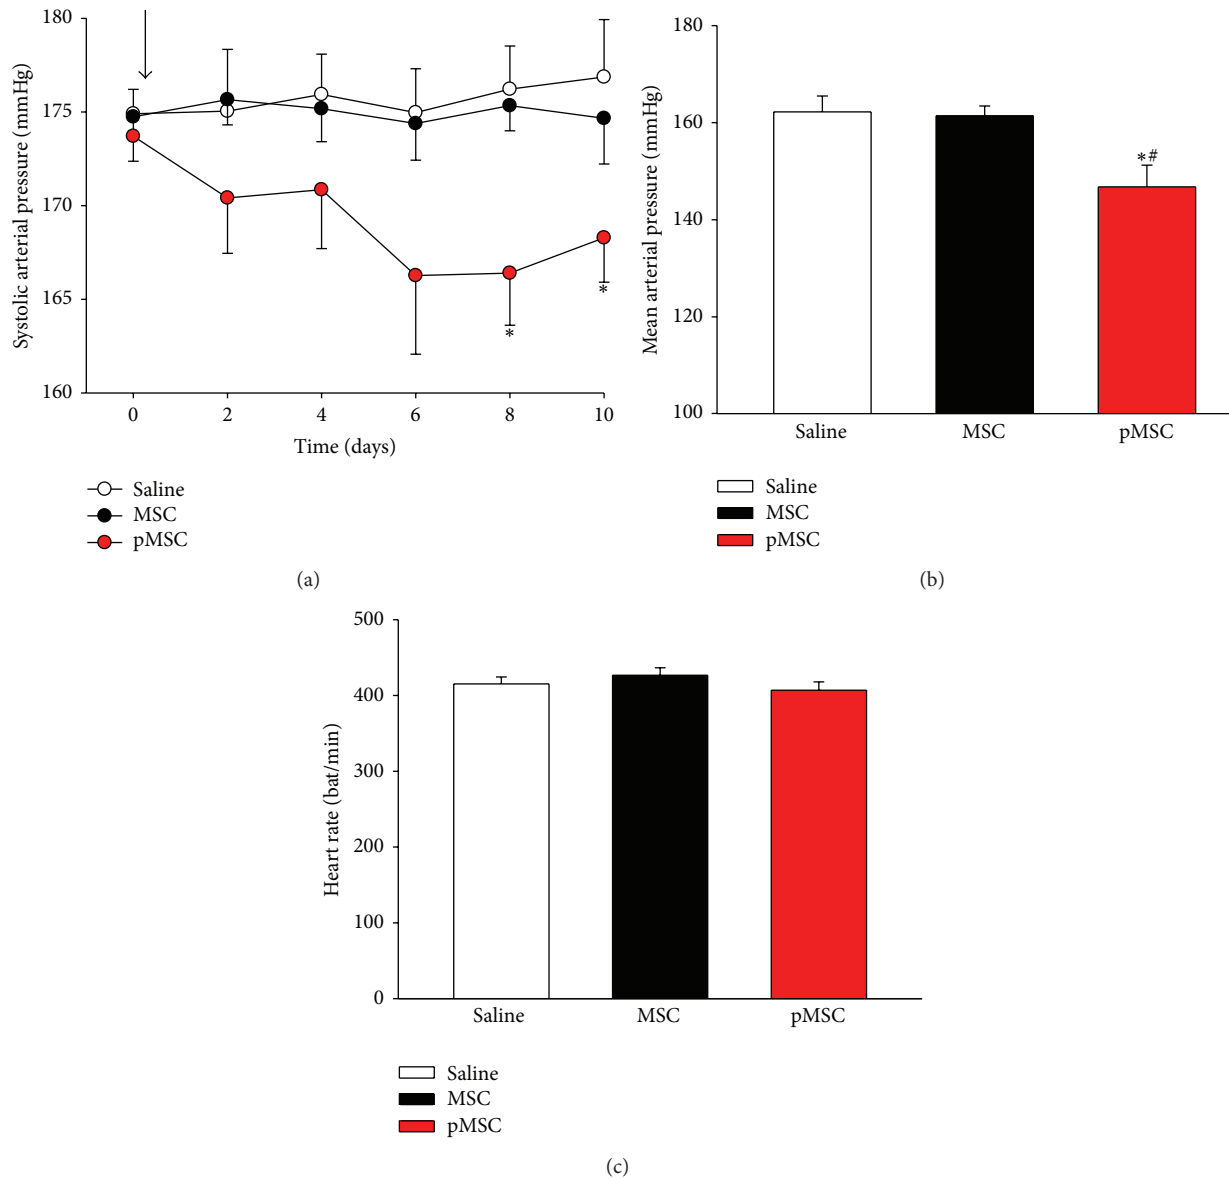 180
175
170
165
160
Systolic arterial pressure (mmHg)
*
*
0 2 4 6 8 10
Time (days)
Saline
MSC
pMSC
(a)
180
160
140
120
100
Mean arterial pressure (mmHg)
*#
Saline MSC pMSC
Saline
MSC
pMSC
(b)
500
400
300
200
100
0
Heart rate (bat/min)
Saline MSC pMSC
Saline
MSC
pMSC
(c)